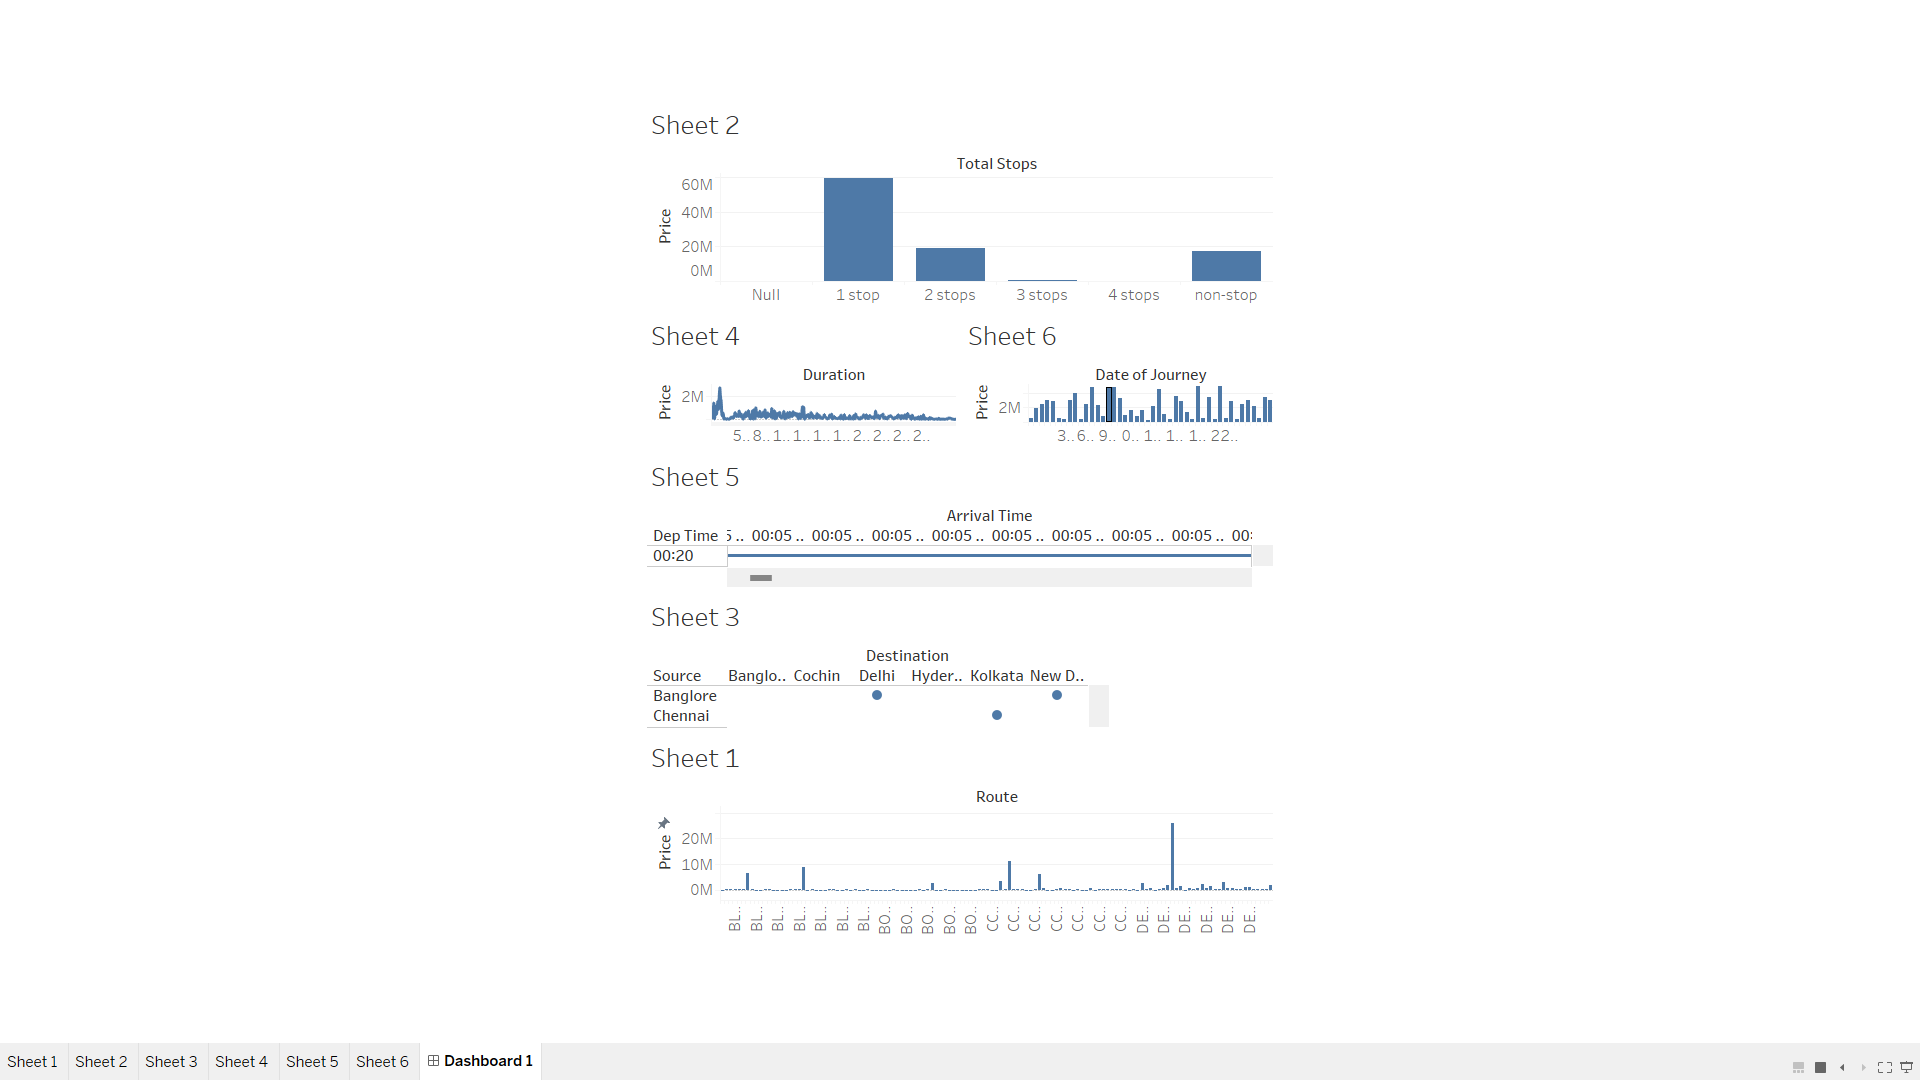 Sheet 2
Total Stops
Price
60M
40M
20M
0M
Null 1 stop 2 stops 3 stops 4 stops non-stop
Sheet 4
Duration
Price
2M
5.. 8.. 1.. 1.. 1.. 1.. 2.. 2.. 2.. 2..
Sheet 6
Date of Journey
Price
2M
3.. 6.. 9.. 0.. 1.. 1.. 1.. 22..
Sheet 5
Arrival Time
Dep Time 5 .. 00:05 .. 00:05 .. 00:05 .. 00:05 .. 00:05 .. 00:05 .. 00:05 .. 00:05 .. 00:
00:20
Sheet 3
Destination
Source Banglo.. Cochin Delhi Hyder.. Kolkata New D..
Banglore
Chennai
Sheet 1
Route
Price
20M
10M
0M
BL.. BL.. BL.. BL.. BL.. BL.. BL.. BO.. BO.. BO.. BO.. BO.. CC.. CC.. CC.. CC.. CC.. CC.. CC.. DE.. DE.. DE.. DE.. DE.. DE..
Sheet 1 Sheet 2 Sheet 3 Sheet 4 Sheet 5 Sheet 6 Dashboard 1